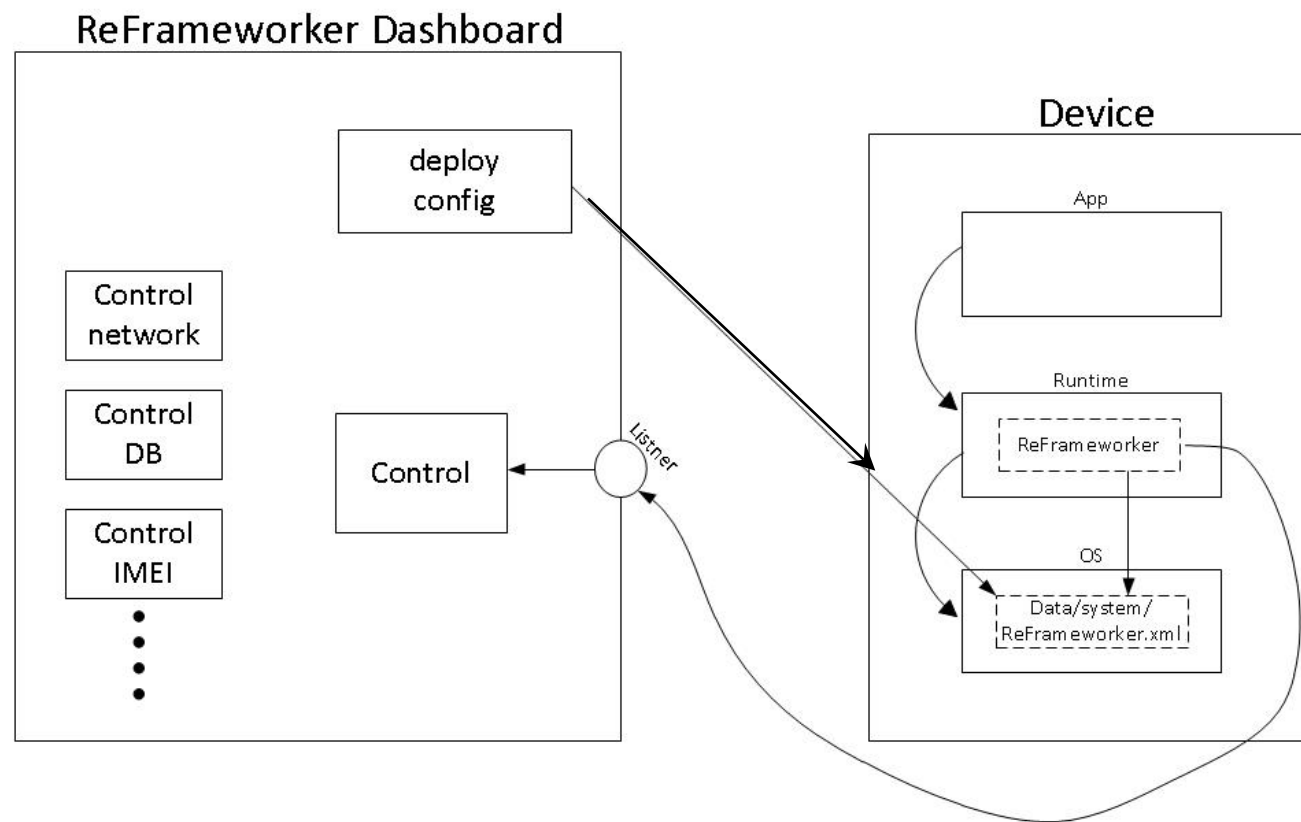 ReFrameworker Dashboard
deploy
config
Control
network
Control
DB
Control
IMEI
Control
Listner
Device
App
Runtime
ReFrameworker
OS
Data/system/
ReFrameworker.xml